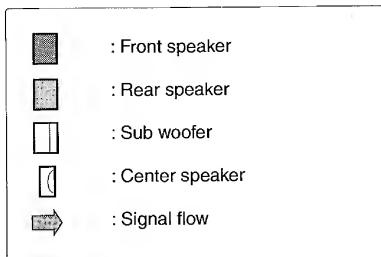 : Front speaker
: Rear speaker
: Sub woofer
: Center speaker
: Signal flow